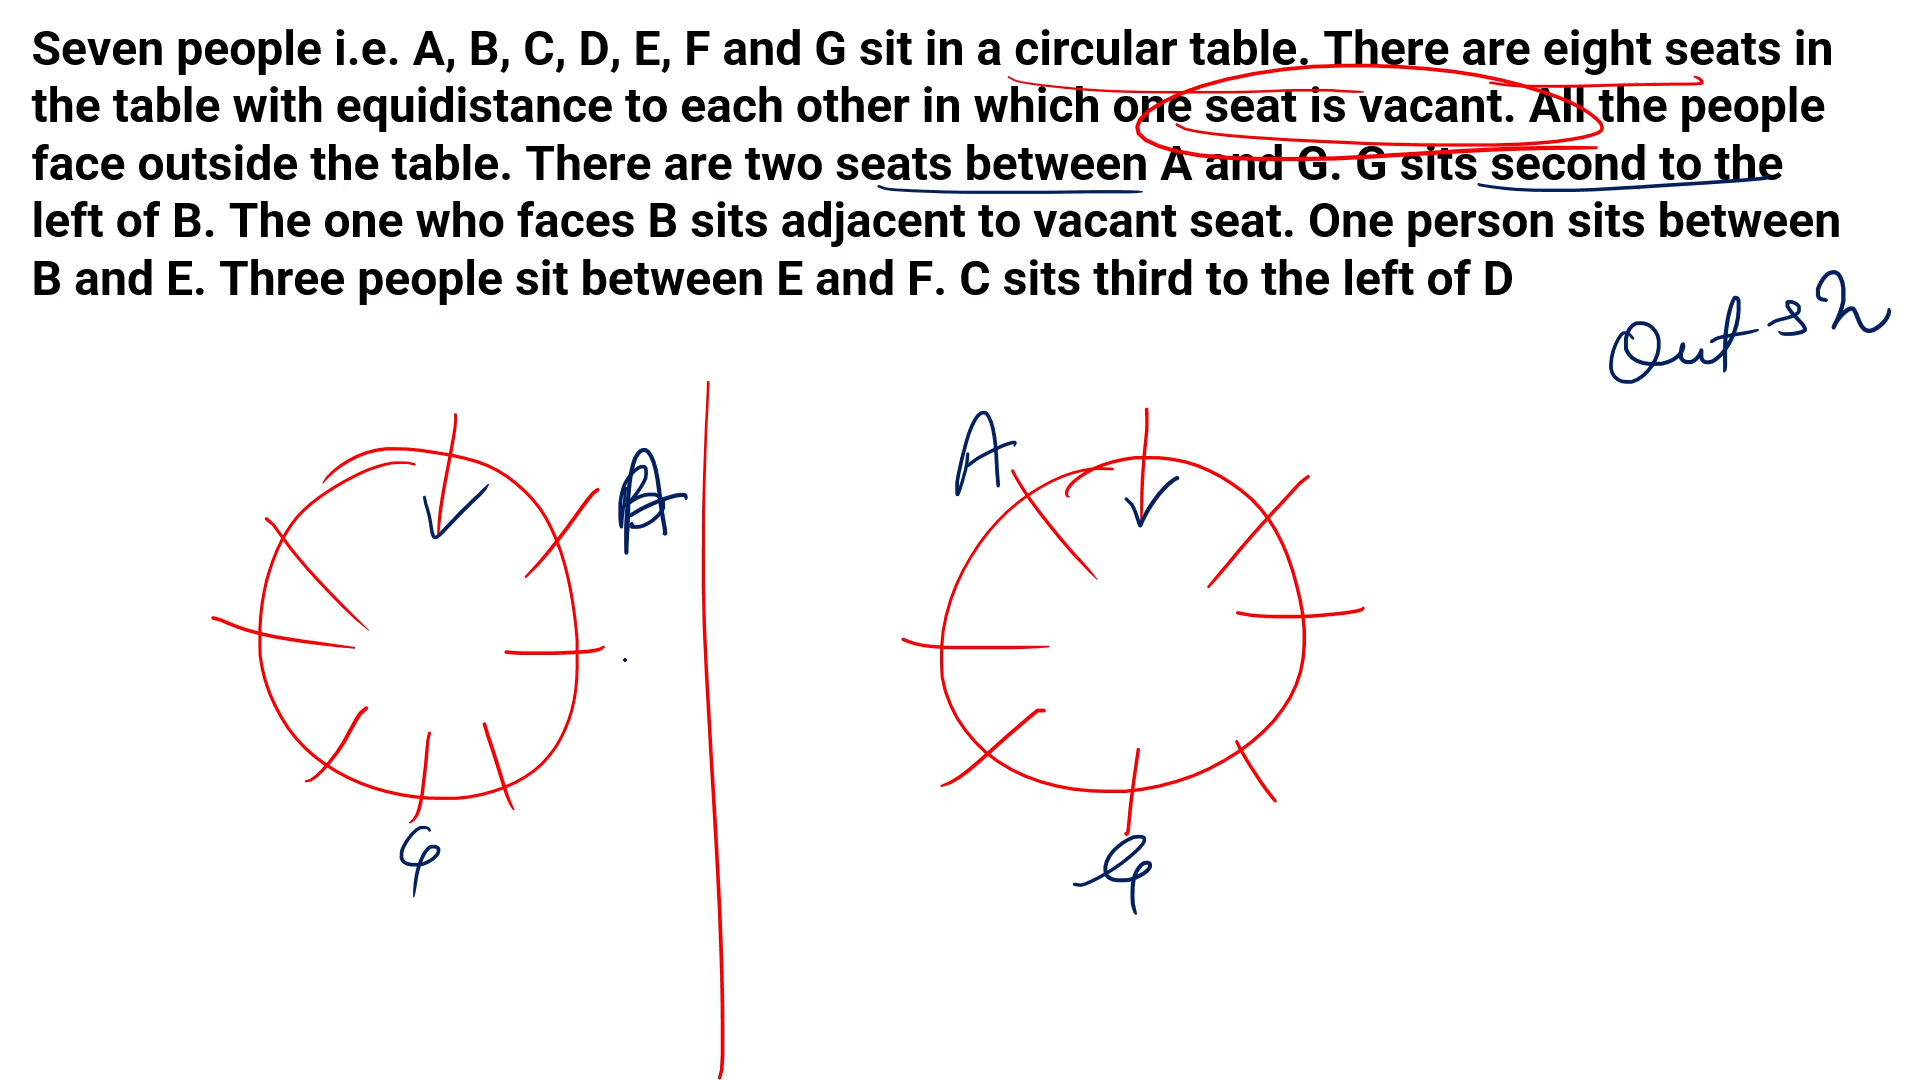 Seven people i.e. A, B, C, D, E, F and G sit in a circular table. There are eight seats in
the table with equidistance to each other in which one seat is vacant. All the people
face outside the table. There are two seats between A and G. G sits second to the
left of B. The one who faces B sits adjacent to vacant seat. One person sits between
B and E. Three people sit between E and F. C sits third to the left of D
Out
A
A
G
G